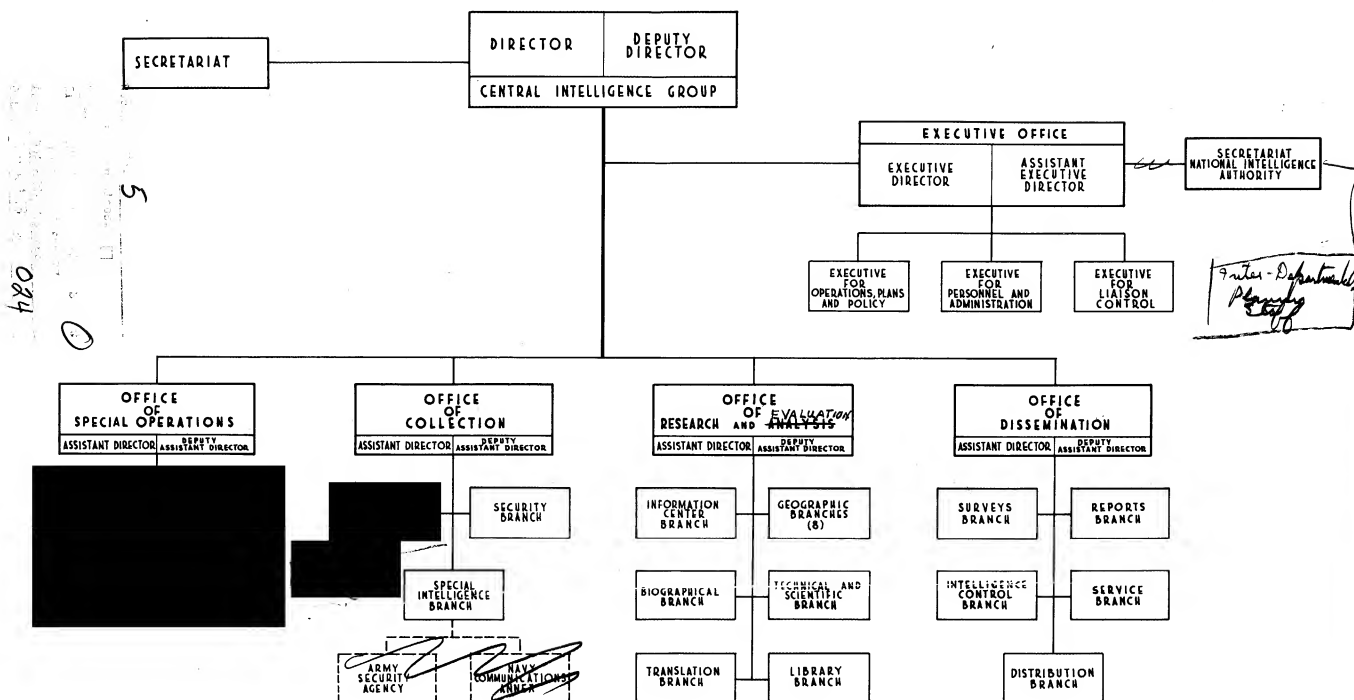 SECRETARIAT
DIRECTOR
DEPUTY
DIRECTOR
CENTRAL INTELLIGENCE GROUP
EXECUTIVE OFFICE
EXECUTIVE
DIRECTOR
ASSISTANT
EXECUTIVE
DIRECTOR
SECRETARIAT
NATIONAL INTELLIGENCE
AUTHORITY
EXECUTIVE
FOR
OPERATIONS, PLANS
AND POLICY
EXECUTIVE
FOR
PERSONNEL AND
ADMINISTRATION
EXECUTIVE
FOR
LIAISON
CONTROL
Inter-Departmental
Planning
Staff
5
024
OFFICE
OF
SPECIAL OPERATIONS
ASSISTANT DIRECTOR
DEPUTY
ASSISTANT DIRECTOR
OFFICE
OF
COLLECTION
ASSISTANT DIRECTOR
DEPUTY
ASSISTANT DIRECTOR
SECURITY
BRANCH
SPECIAL
INTELLIGENCE
BRANCH
ARMY
SECURITY
AGENCY
NAVY
COMMUNICATIONS
ANNEX
OFFICE
OF EVALUATION
RESEARCH AND ANALYSIS
ASSISTANT DIRECTOR
DEPUTY
ASSISTANT DIRECTOR
INFORMATION
CENTER
BRANCH
GEOGRAPHIC
BRANCHES
(8)
BIOGRAPHICAL
BRANCH
TECHNICAL AND
SCIENTIFIC
BRANCH
TRANSLATION
BRANCH
LIBRARY
BRANCH
OFFICE
OF
DISSEMINATION
ASSISTANT DIRECTOR
DEPUTY
ASSISTANT DIRECTOR
SURVEYS
BRANCH
REPORTS
BRANCH
INTELLIGENCE
CONTROL
BRANCH
SERVICE
BRANCH
DISTRIBUTION
BRANCH